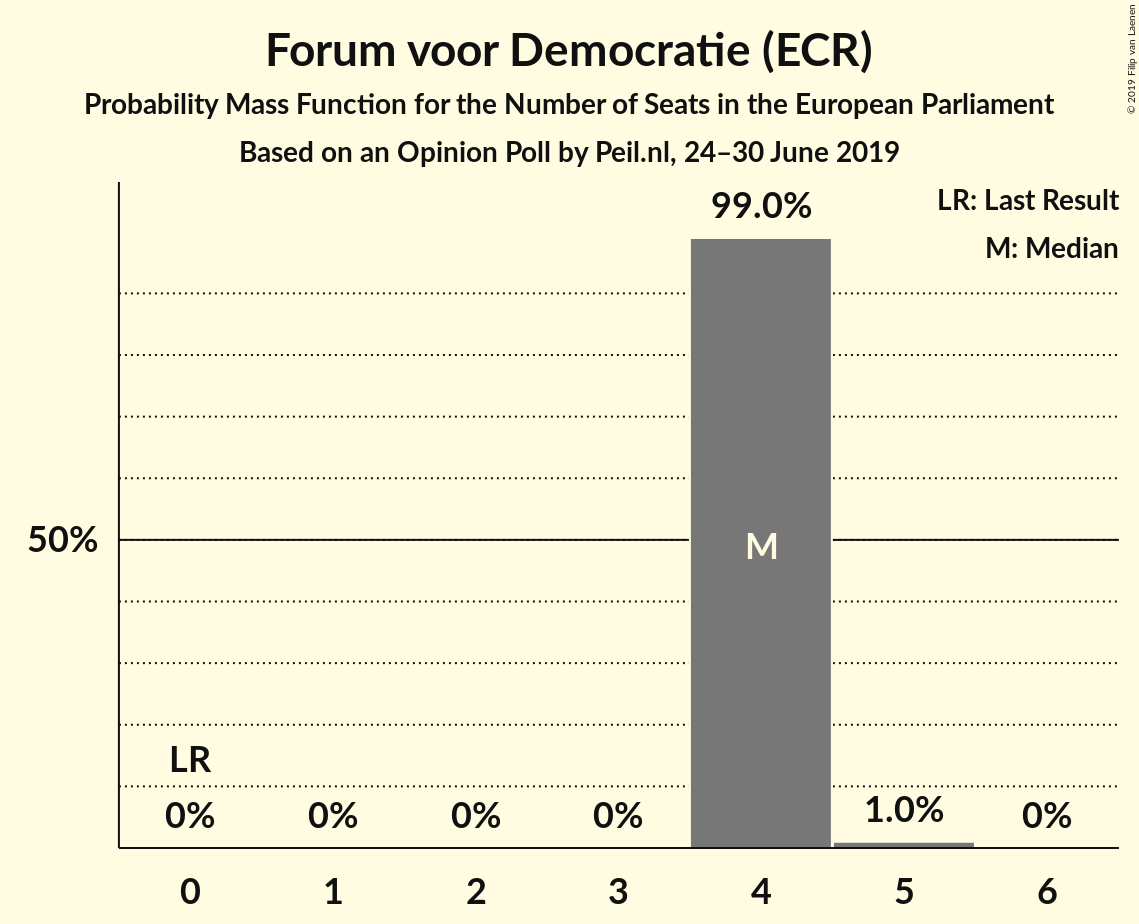 Forum voor Democratie (ECR)
Probability Mass Function for the Number of Seats in the European Parliament
Based on an Opinion Poll by Peil.nl, 24–30 June 2019
© 2019 Filip van Laenen
LR: Last Result
M: Median
99.0%
50%
M
LR
0%
0%
0%
0%
1.0%
0%
0
1
2
3
4
5
6